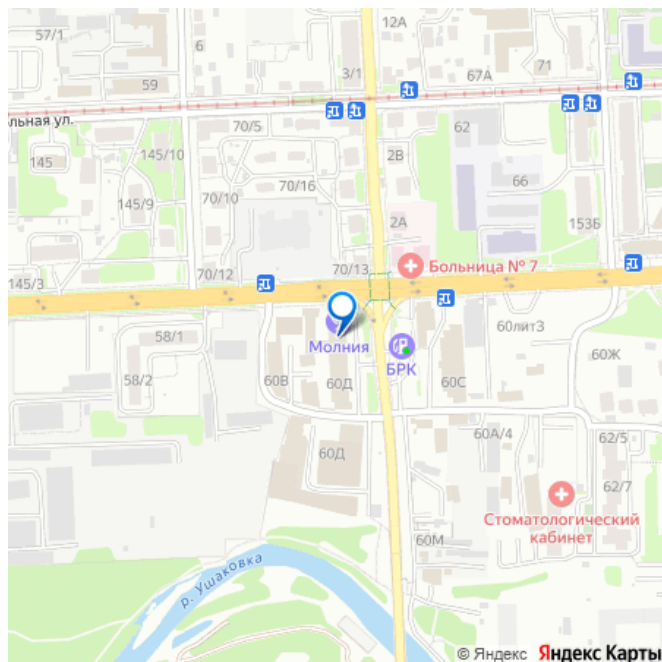 57/1
12А
6
59
3/1
67А
71
льная ул.
70/5
62
145
145/10
2В
70/10
70/16
66
145/9
2А
153Б
70/12
70/13
Больница № 7
145/3
58/1
Молния
60лит3
БРК
60Ж
58/2
60В
60Д
60С
60А/4
62/5
60Д
62/7
Стоматологический
кабинет
60М
р. Ушаковка
© Яндекс Яндекс Карты